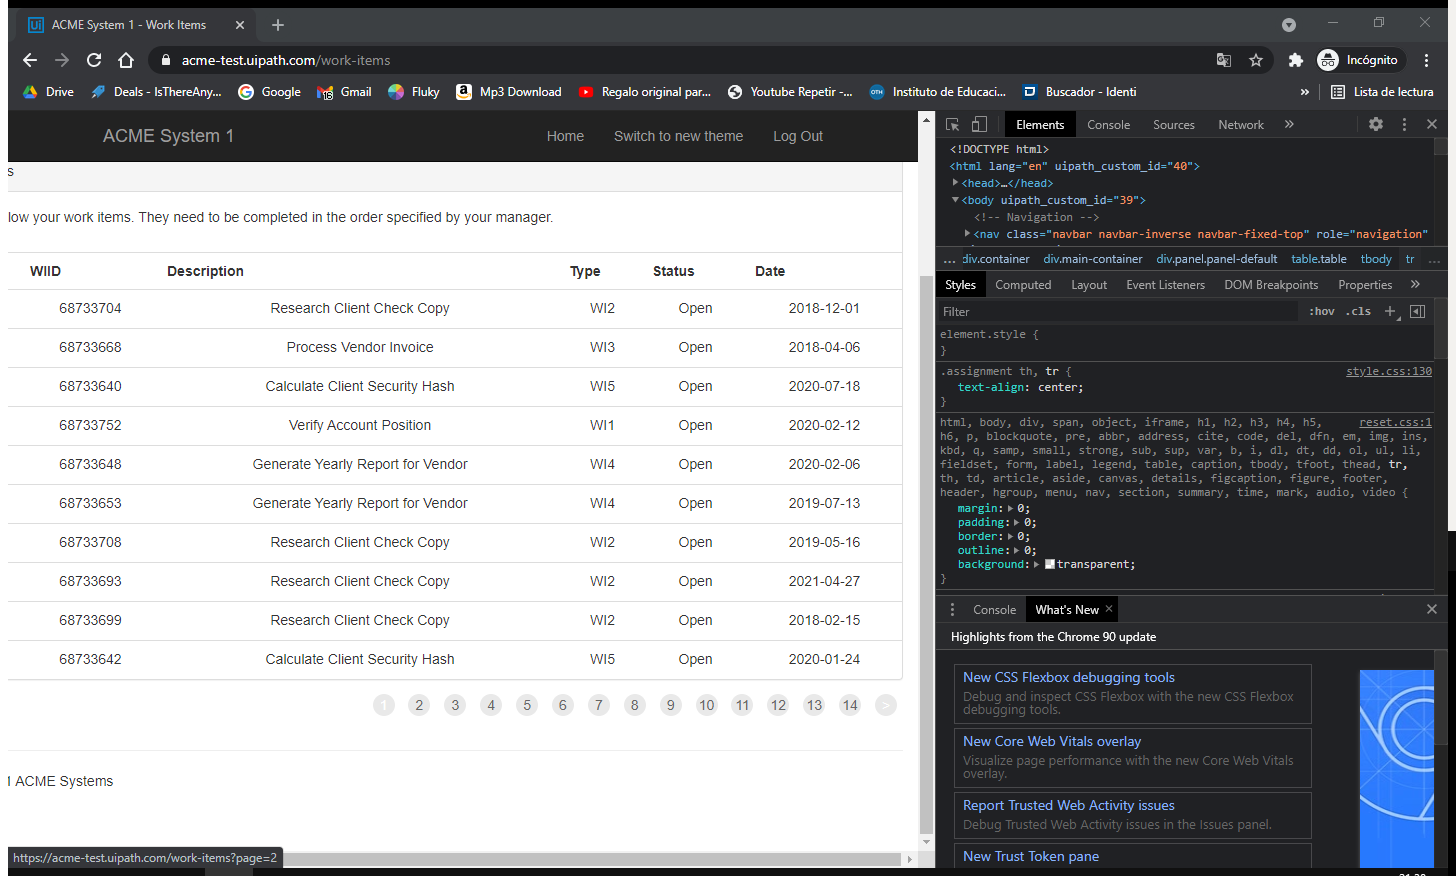 ACME System 1 - Work Items
acme-test.uipath.com/work-items
Incógnito
Drive
Deals - IsThereAny...
Google
Gmail
Fluky
Mp3 Download
Regalo original par...
Youtube Repetir -...
Instituto de Educaci...
Buscador - Identi
»
Lista de lectura
ACME System 1
Home
Switch to new theme
Log Out
s
low your work items. They need to be completed in the order specified by your manager.
WIID Description Type Status Date
68733704 Research Client Check Copy WI2 Open 2018-12-01
68733668 Process Vendor Invoice WI3 Open 2018-04-06
68733640 Calculate Client Security Hash WI5 Open 2020-07-18
68733752 Verify Account Position WI1 Open 2020-02-12
68733648 Generate Yearly Report for Vendor WI4 Open 2020-02-06
68733653 Generate Yearly Report for Vendor WI4 Open 2019-07-13
68733708 Research Client Check Copy WI2 Open 2019-05-16
68733693 Research Client Check Copy WI2 Open 2021-04-27
68733699 Research Client Check Copy WI2 Open 2018-02-15
68733642 Calculate Client Security Hash WI5 Open 2020-01-24
1 2 3 4 5 6 7 8 9 10 11 12 13 14 >
1 ACME Systems
https://acme-test.uipath.com/work-items?page=2
Elements Console Sources Network »
<!DOCTYPE html>
<html lang="en" uipath_custom_id="40">
<head>…</head>
<body uipath_custom_id="39">
<!-- Navigation -->
<nav class="navbar navbar-inverse navbar-fixed-top" role="navigation"
... div.container div.main-container div.panel.panel-default table.table tbody tr ...
Styles Computed Layout Event Listeners DOM Breakpoints Properties »
Filter :hov .cls +
element.style {
}
.assignment th, tr { style.css:130
text-align: center;
}
html, body, div, span, object, iframe, h1, h2, h3, h4, h5, reset.css:1
h6, p, blockquote, pre, abbr, address, cite, code, del, dfn, em, img, ins,
kbd, q, samp, small, strong, sub, sup, var, b, i, dl, dt, dd, ol, ul, li,
fieldset, form, label, legend, table, caption, tbody, tfoot, thead, tr,
th, td, article, aside, canvas, details, figcaption, figure, footer,
header, hgroup, menu, nav, section, summary, time, mark, audio, video {
margin: 0;
padding: 0;
border: 0;
outline: 0;
background: transparent;
}
Console What's New
Highlights from the Chrome 90 update
New CSS Flexbox debugging tools
Debug and inspect CSS Flexbox with the new CSS Flexbox
debugging tools.
New Core Web Vitals overlay
Visualize page performance with the new Core Web Vitals
overlay.
Report Trusted Web Activity issues
Debug Trusted Web Activity issues in the Issues panel.
New Trust Token pane